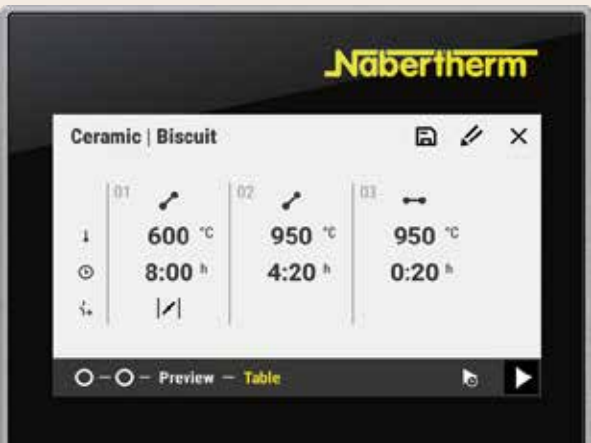 Nabertherm
Ceramic | Biscuit
01 02 03
600 °C 950 °C 950 °C
8:00 h 4:20 h 0:20 h
Preview – Table